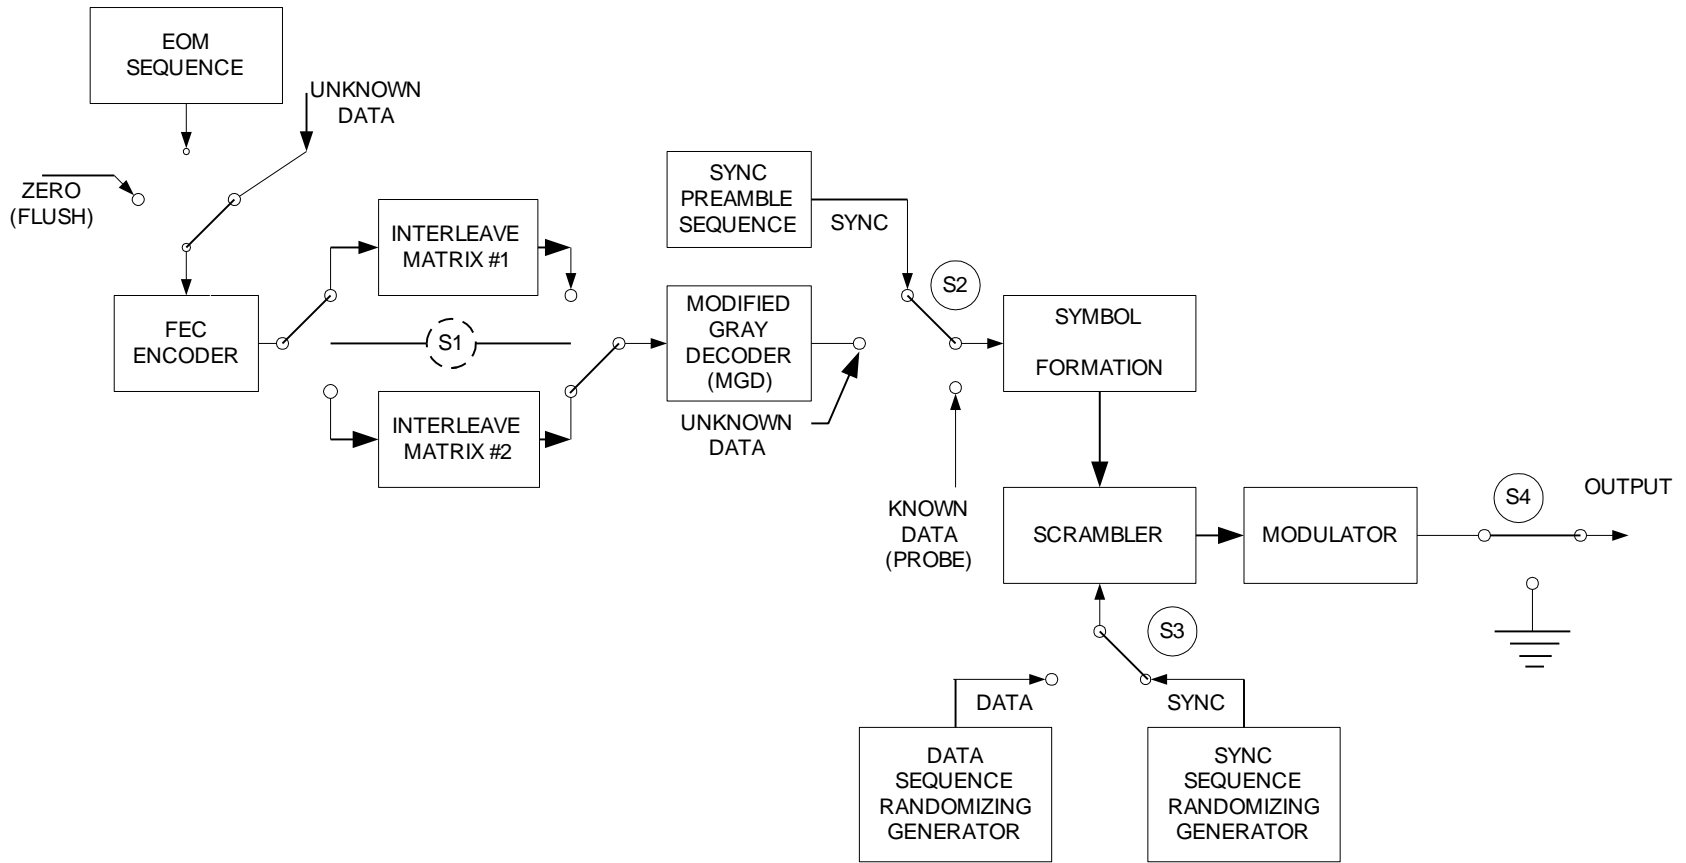 EOM
SEQUENCE
UNKNOWN
DATA
ZERO
(FLUSH)
FEC
ENCODER
INTERLEAVE
MATRIX #1
S1
INTERLEAVE
MATRIX #2
SYNC
PREAMBLE
SEQUENCE
SYNC
MODIFIED
GRAY
DECODER
(MGD)
UNKNOWN
DATA
S2
SYMBOL
FORMATION
KNOWN
DATA
(PROBE)
SCRAMBLER
MODULATOR
S4
OUTPUT
S3
DATA
SYNC
DATA
SEQUENCE
RANDOMIZING
GENERATOR
SYNC
SEQUENCE
RANDOMIZING
GENERATOR